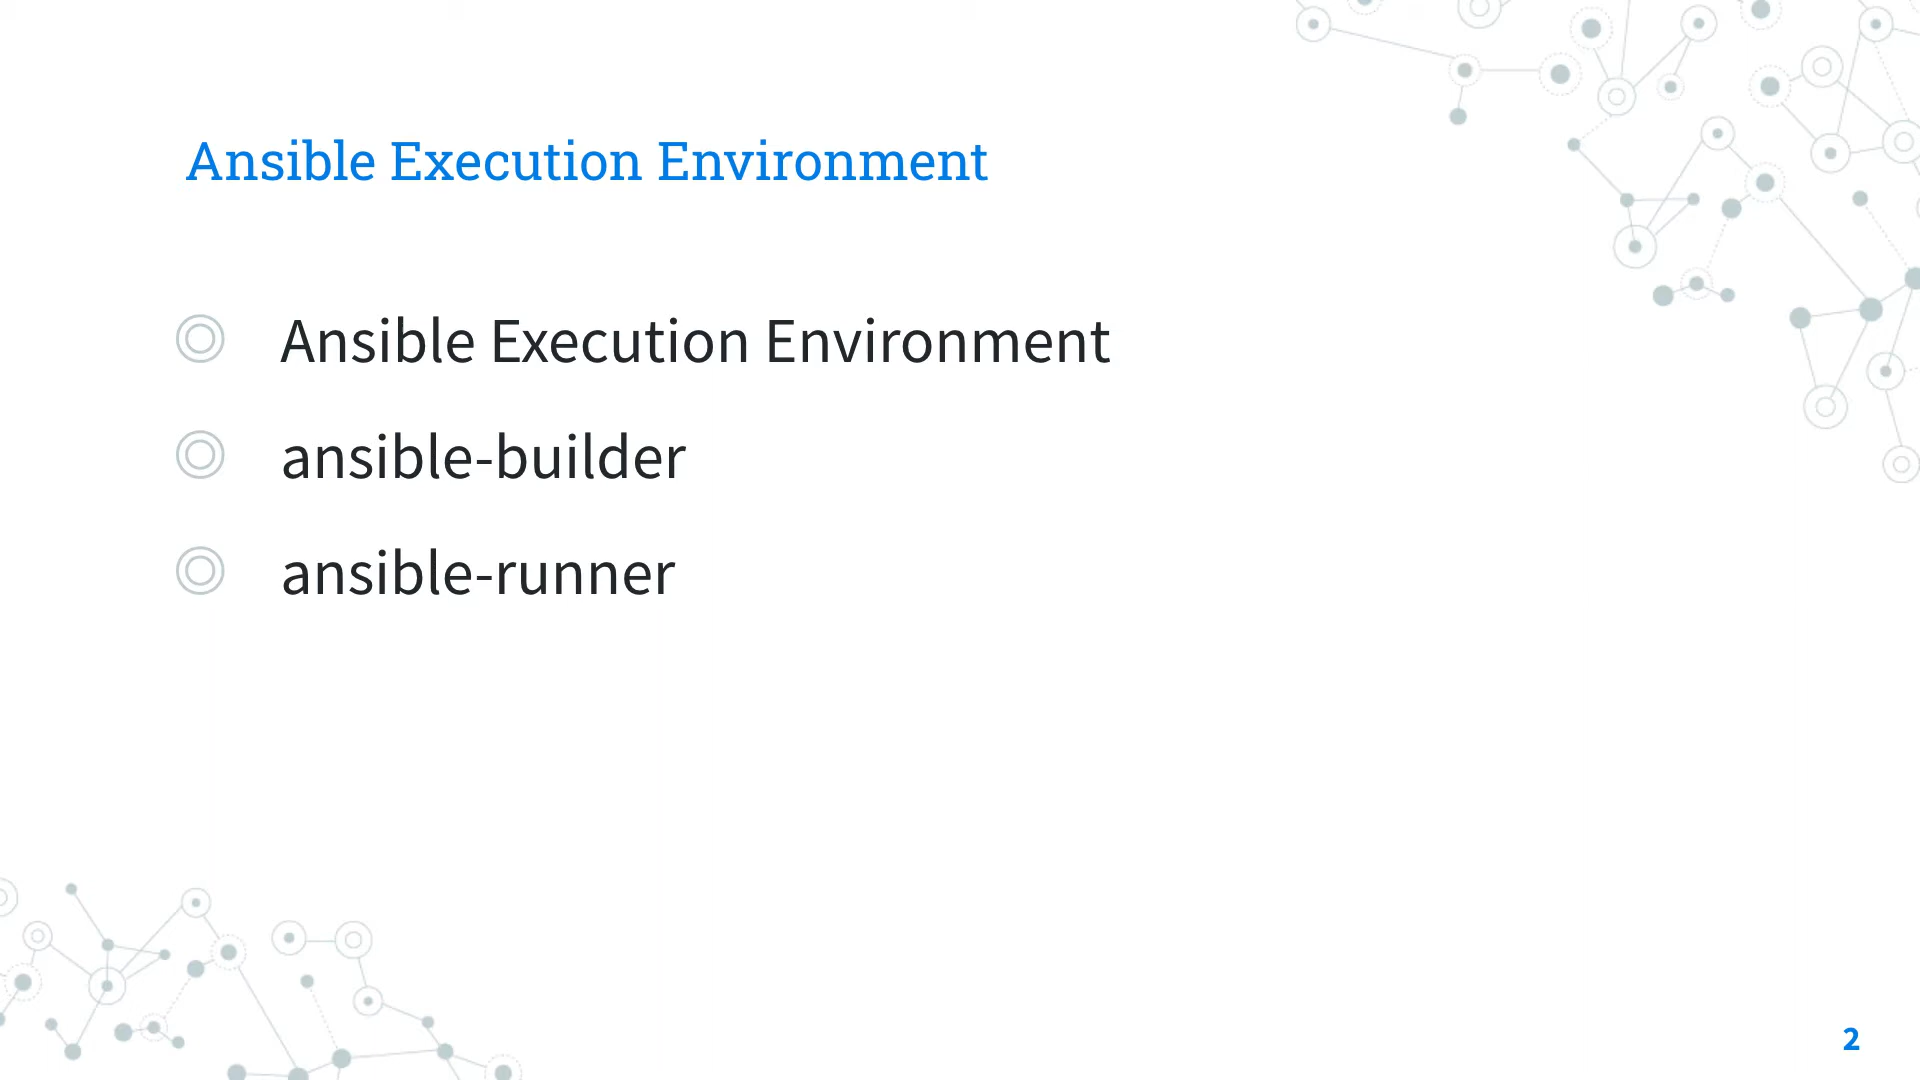 Ansible Execution Environment
Ansible Execution Environment
ansible-builder
ansible-runner
2